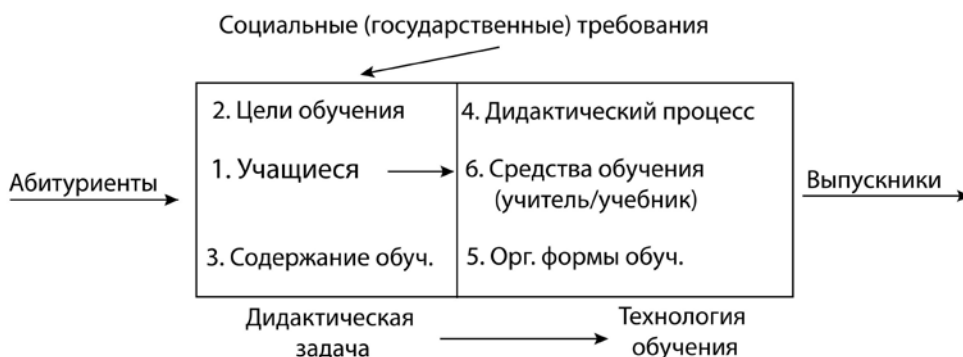 Социальные (государственные) требования
2. Цели обучения
4. Дидактический процесс
Абитуриенты
1. Учащиеся
6. Средства обучения
(учитель/учебник)
Выпускники
3. Содержание обуч.
5. Орг. формы обуч.
Дидактическая
задача
Технология
обучения